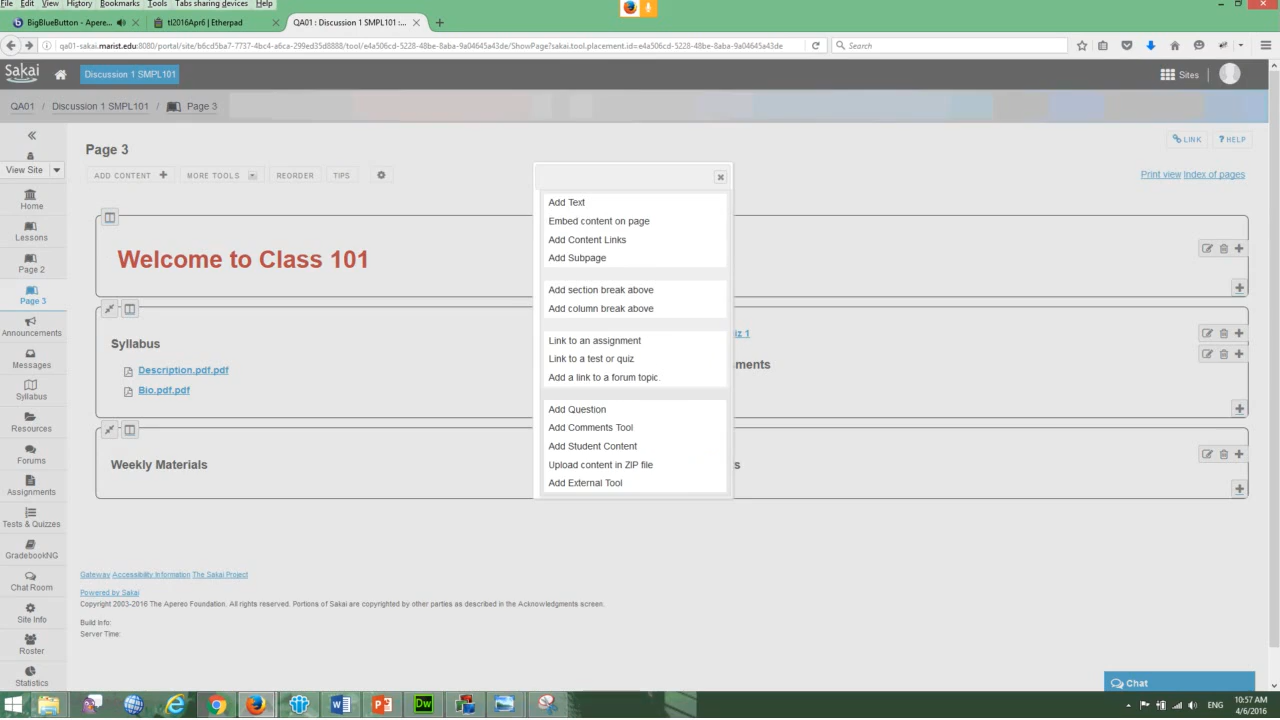 File Edit View History Bookmarks Tools Tabs sharing devices Help
BigBlueButton - Apere...
tl2016Apr6 | Etherpad
QA01 : Discussion 1 SMPL101 :...
qa01-sakai.marist.edu:8080/portal/site/b6cd5ba7-7737-4bc4-a6ca-299ed35d8888/tool/e4a506cd-5228-48be-8aba-9a04645a43de/ShowPage?sakai.tool.placement.id=e4a506cd-5228-48be-8aba-9a04645a43de
Search
Sakai
Discussion 1 SMPL101
Sites
QA01 / Discussion 1 SMPL101 / Page 3
View Site
Home
Lessons
Page 2
Page 3
Announcements
Messages
Syllabus
Resources
Forums
Assignments
Tests & Quizzes
GradebookNG
Chat Room
Site Info
Roster
Statistics
Page 3
LINK
? HELP
ADD CONTENT +
MORE TOOLS
REORDER
TIPS
Print view Index of pages
Welcome to Class 101
Syllabus
Description.pdf.pdf
Bio.pdf.pdf
iz 1
ments
Weekly Materials
s
Add Text
Embed content on page
Add Content Links
Add Subpage
Add section break above
Add column break above
Link to an assignment
Link to a test or quiz
Add a link to a forum topic.
Add Question
Add Comments Tool
Add Student Content
Upload content in ZIP file
Add External Tool
Gateway Accessibility Information The Sakai Project
Powered by Sakai
Copyright 2003-2016 The Apereo Foundation. All rights reserved. Portions of Sakai are copyrighted by other parties as described in the Acknowledgments screen.
Build Info:
Server Time:
Chat
Dw
ENG
10:57 AM
4/6/2016